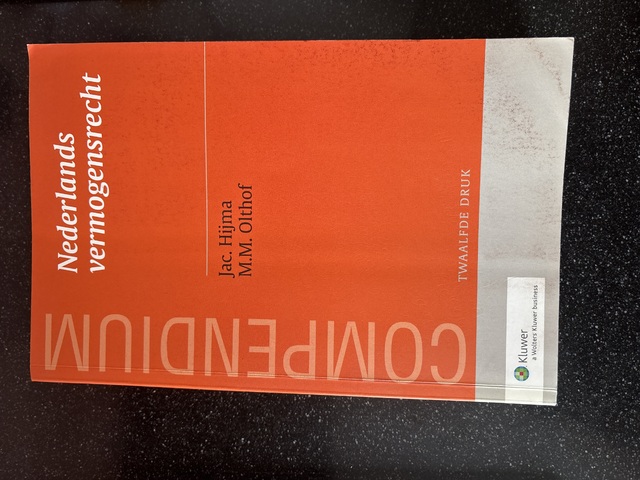 Nederlands
vermogensrecht
Jac. Hijma
M.M. Olthof
COMPENDIUM
TWAALFDE DRUK
Kluwer
a Wolters Kluwer business